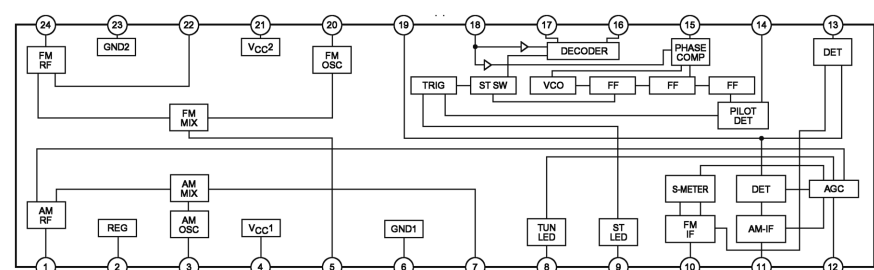 24 23 22 21 20 19 18 17 16 15 14 13
FM RF
GND2
VCC2
FM OSC
DECODER
PHASE COMP
DET
TRIG
ST SW
VCO
FF
FF
FF
PILOT DET
FM MIX
AM MIX
S-METER
DET
AGC
AM RF
REG
AM OSC
VCC1
GND1
TUN LED
ST LED
FM IF
AM-IF
1 2 3 4 5 6 7 8 9 10 11 12